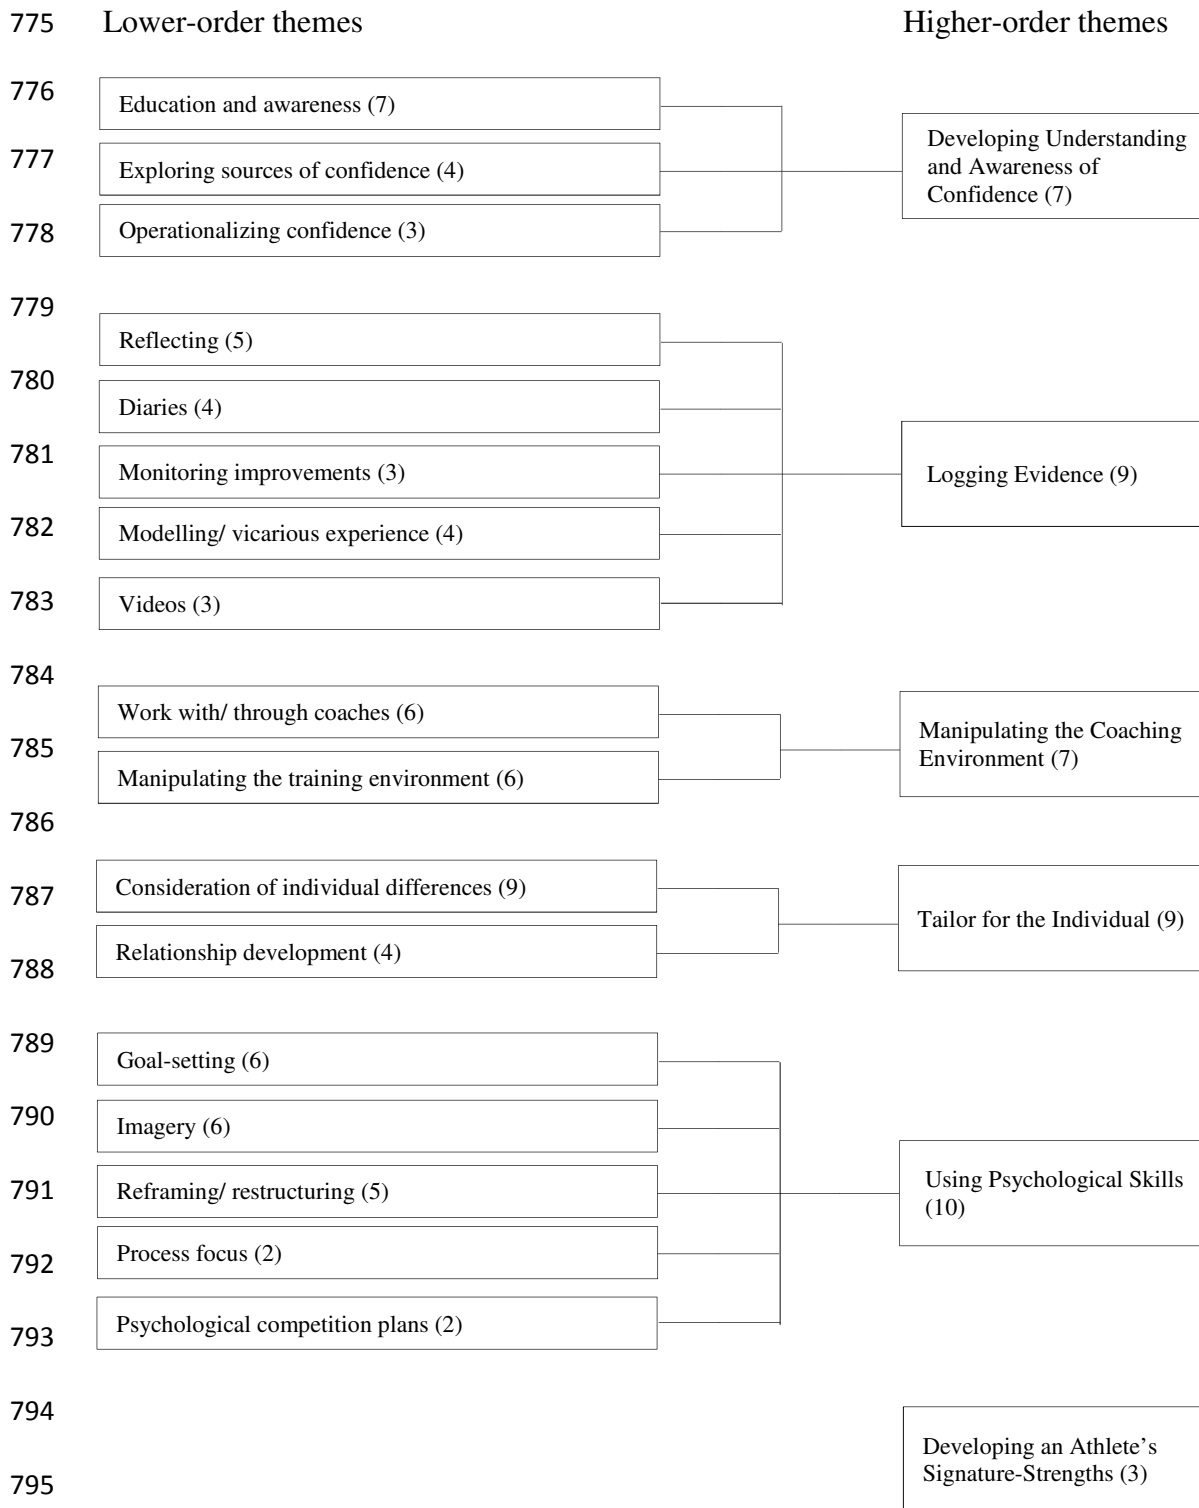 775 Lower-order themes Higher-order themes
776 Education and awareness (7)
Developing Understanding
and Awareness of
Confidence (7)
777 Exploring sources of confidence (4)
778 Operationalizing confidence (3)
779
Reflecting (5)
780
Diaries (4)
781
Monitoring improvements (3)
Logging Evidence (9)
782
Modelling/ vicarious experience (4)
783
Videos (3)
784
Work with/ through coaches (6)
Manipulating the Coaching
Environment (7)
785
Manipulating the training environment (6)
786
787 Consideration of individual differences (9)
Tailor for the Individual (9)
Relationship development (4)
788
789
Goal-setting (6)
790
Imagery (6)
791 Reframing/ restructuring (5)
Using Psychological Skills
(10)
792 Process focus (2)
793 Psychological competition plans (2)
794
Developing an Athlete’s
Signature-Strengths (3)
795